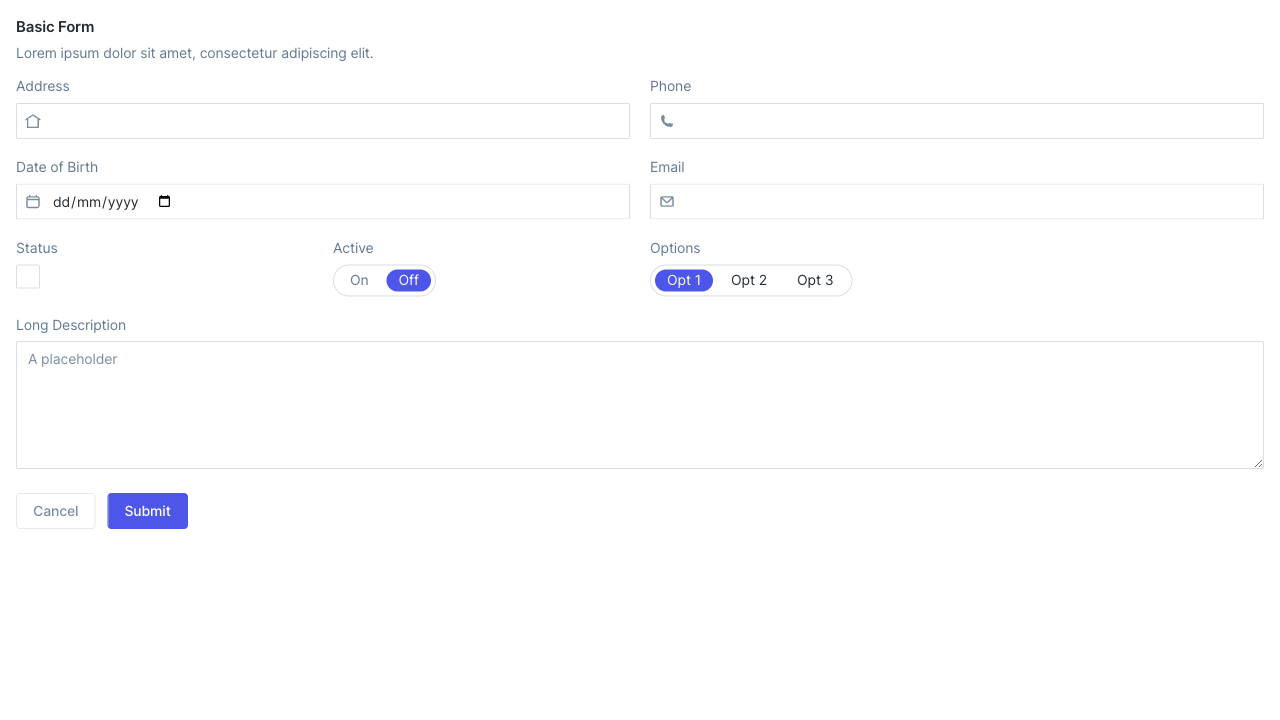 Basic Form
Lorem ipsum dolor sit amet, consectetur adipiscing elit.
Address Phone
Date of Birth Email
dd/mm/yyyy
Status Active Options
On Off Opt 1 Opt 2 Opt 3
Long Description
A placeholder
Cancel Submit